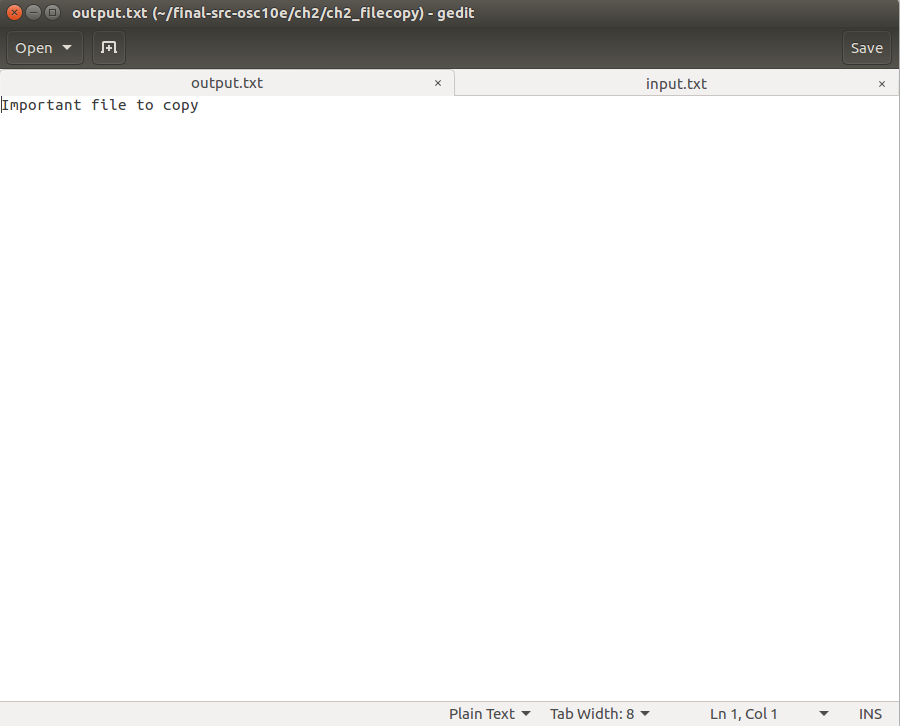 output.txt (~/final-src-osc10e/ch2/ch2_filecopy) - gedit
Open Save
output.txt × input.txt ×
Important file to copy
Plain Text Tab Width: 8 Ln 1, Col 1 INS